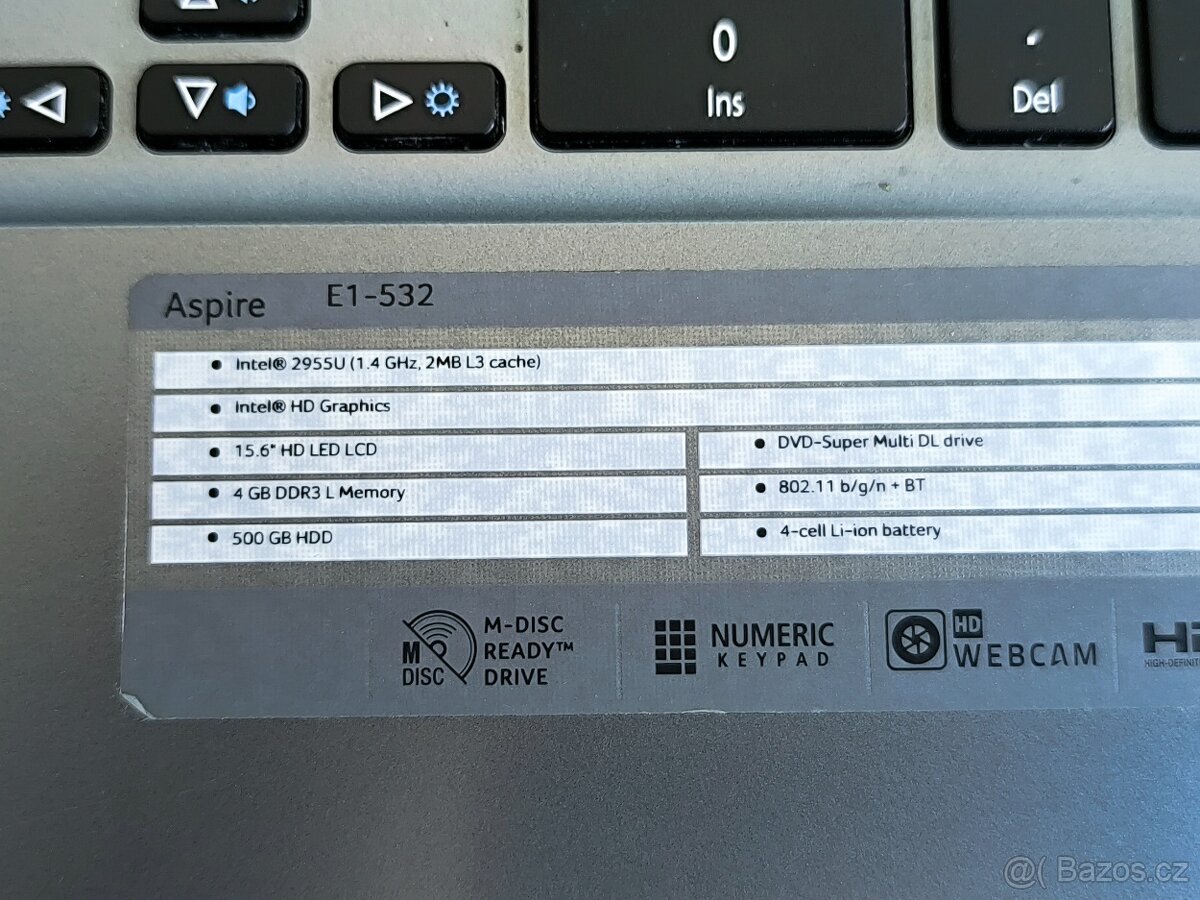 0
Ins
.
Del
Aspire E1-532
• Intel® 2955U (1.4 GHz, 2MB L3 cache)
• Intel® HD Graphics
• 15.6" HD LED LCD
• DVD-Super Multi DL drive
• 4 GB DDR3 L Memory
• 802.11 b/g/n + BT
• 500 GB HDD
• 4-cell Li-ion battery
M DISC
M-DISC
READY™
DRIVE
NUMERIC
KEYPAD
HD
WEBCAM
HIGH-DEFINIT
@( Bazos.cz